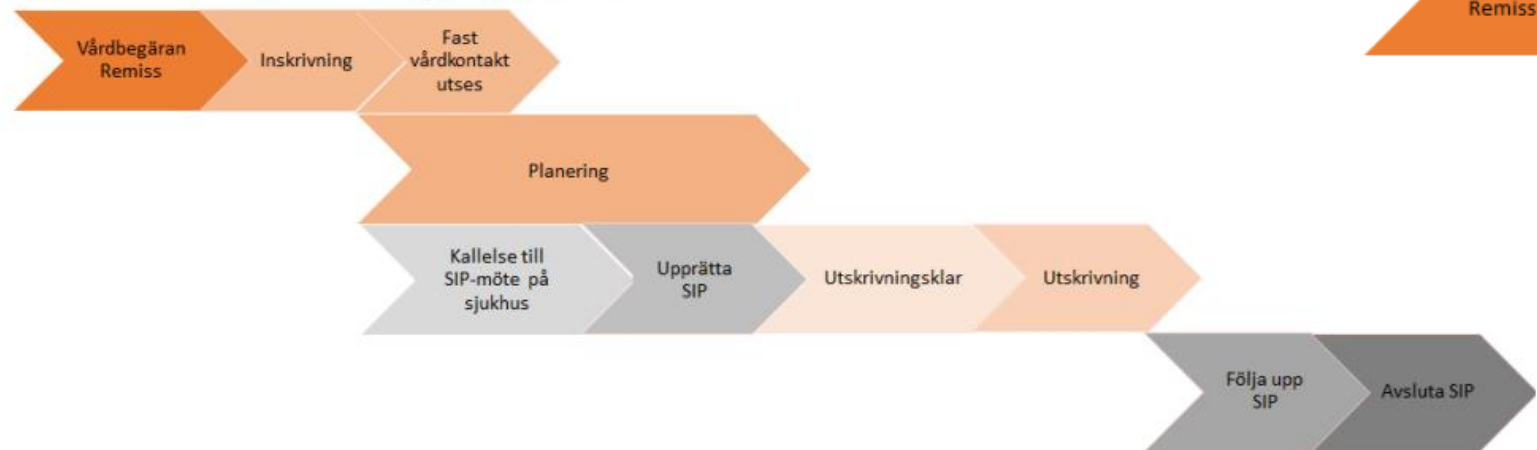 Remiss
Vårdbegäran
Remiss
Inskrivning
Fast
vårdkontakt
utses
Planering
Kallelse till
SIP-möte på
sjukhus
Upprätta
SIP
Utskrivningsklar
Utskrivning
Följa upp
SIP
Avsluta SIP